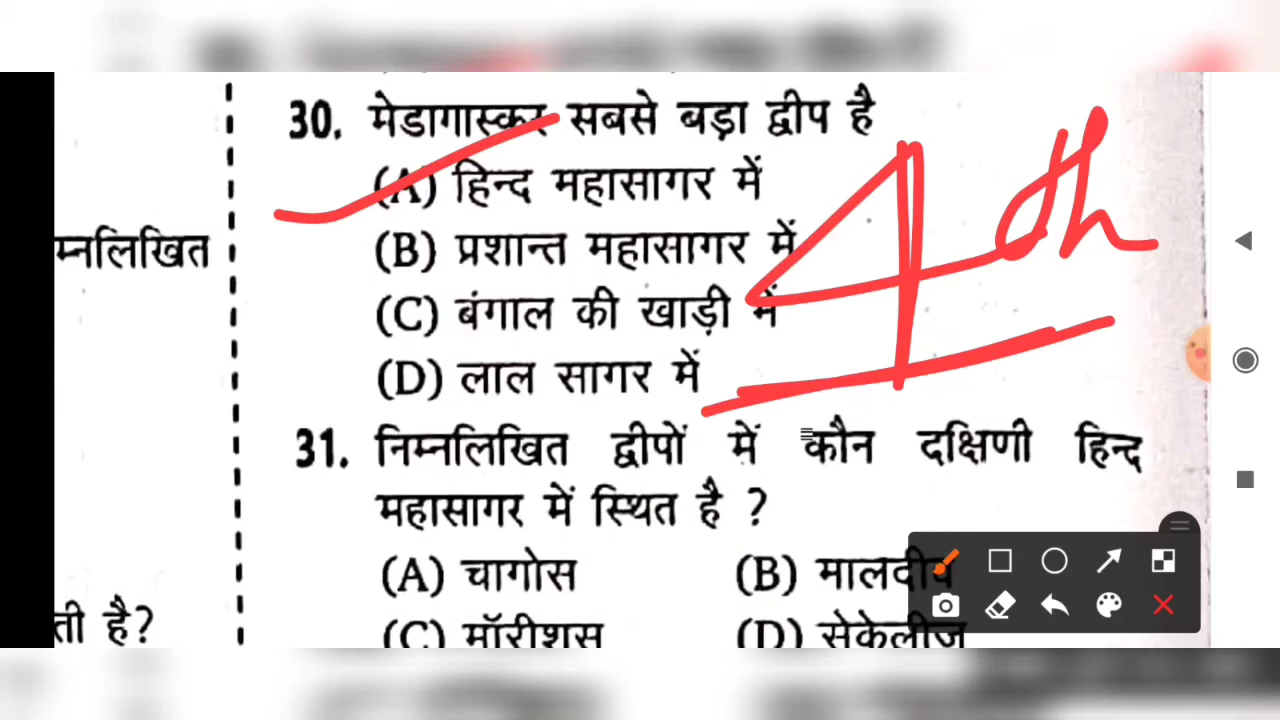 30. मेडागास्कर सबसे बड़ा द्वीप है
(A) हिन्द महासागर में
(B) प्रशान्त महासागर में
(C) बंगाल की खाड़ी में
(D) लाल सागर में
4th
31. निम्नलिखित द्वीपों में कौन दक्षिणी हिन्द
महासागर में स्थित है ?
(A) चागोस (B) मालदीव
(C) मॉरीशस (D) सेकेलीज
म्नलिखित
ती है?